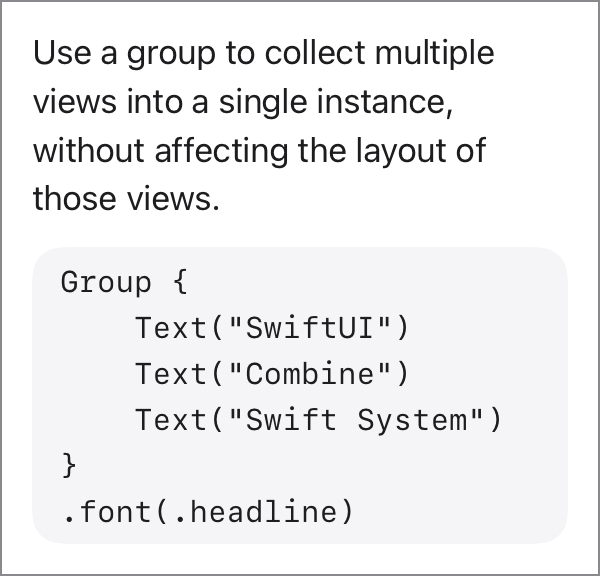 Use a group to collect multiple
views into a single instance,
without affecting the layout of
those views.
Group {
    Text("SwiftUI")
    Text("Combine")
    Text("Swift System")
}
.font(.headline)